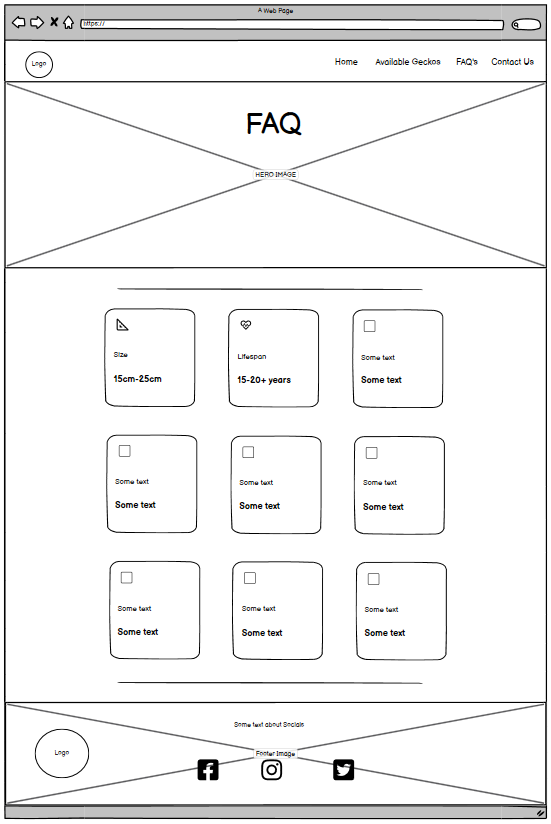 A Web Page
https://
Logo
Home Available Geckos FAQ's Contact Us
FAQ
HERO IMAGE
Size
15cm-25cm
Lifespan
15-20+ years
Some text
Some text
Some text
Some text
Some text
Some text
Some text
Some text
Some text
Some text
Some text
Some text
Some text
Some text
Some text about Socials
Logo
Footer Image